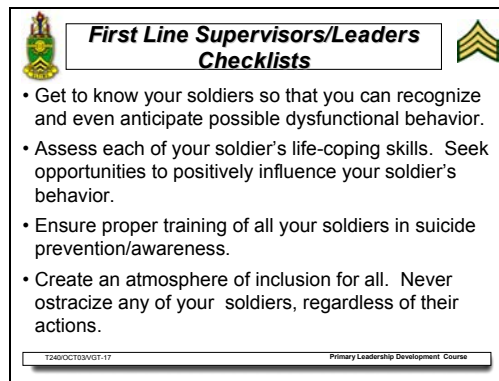 First Line Supervisors/Leaders
Checklists
• Get to know your soldiers so that you can recognize
and even anticipate possible dysfunctional behavior.
• Assess each of your soldier's life-coping skills.  Seek
opportunities to positively influence your soldier's
behavior.
• Ensure proper training of all your soldiers in suicide
prevention/awareness.
• Create an atmosphere of inclusion for all.  Never
ostracize any of your  soldiers, regardless of their
actions.
T240/OCT03/VGT-17 Primary Leadership Development Course